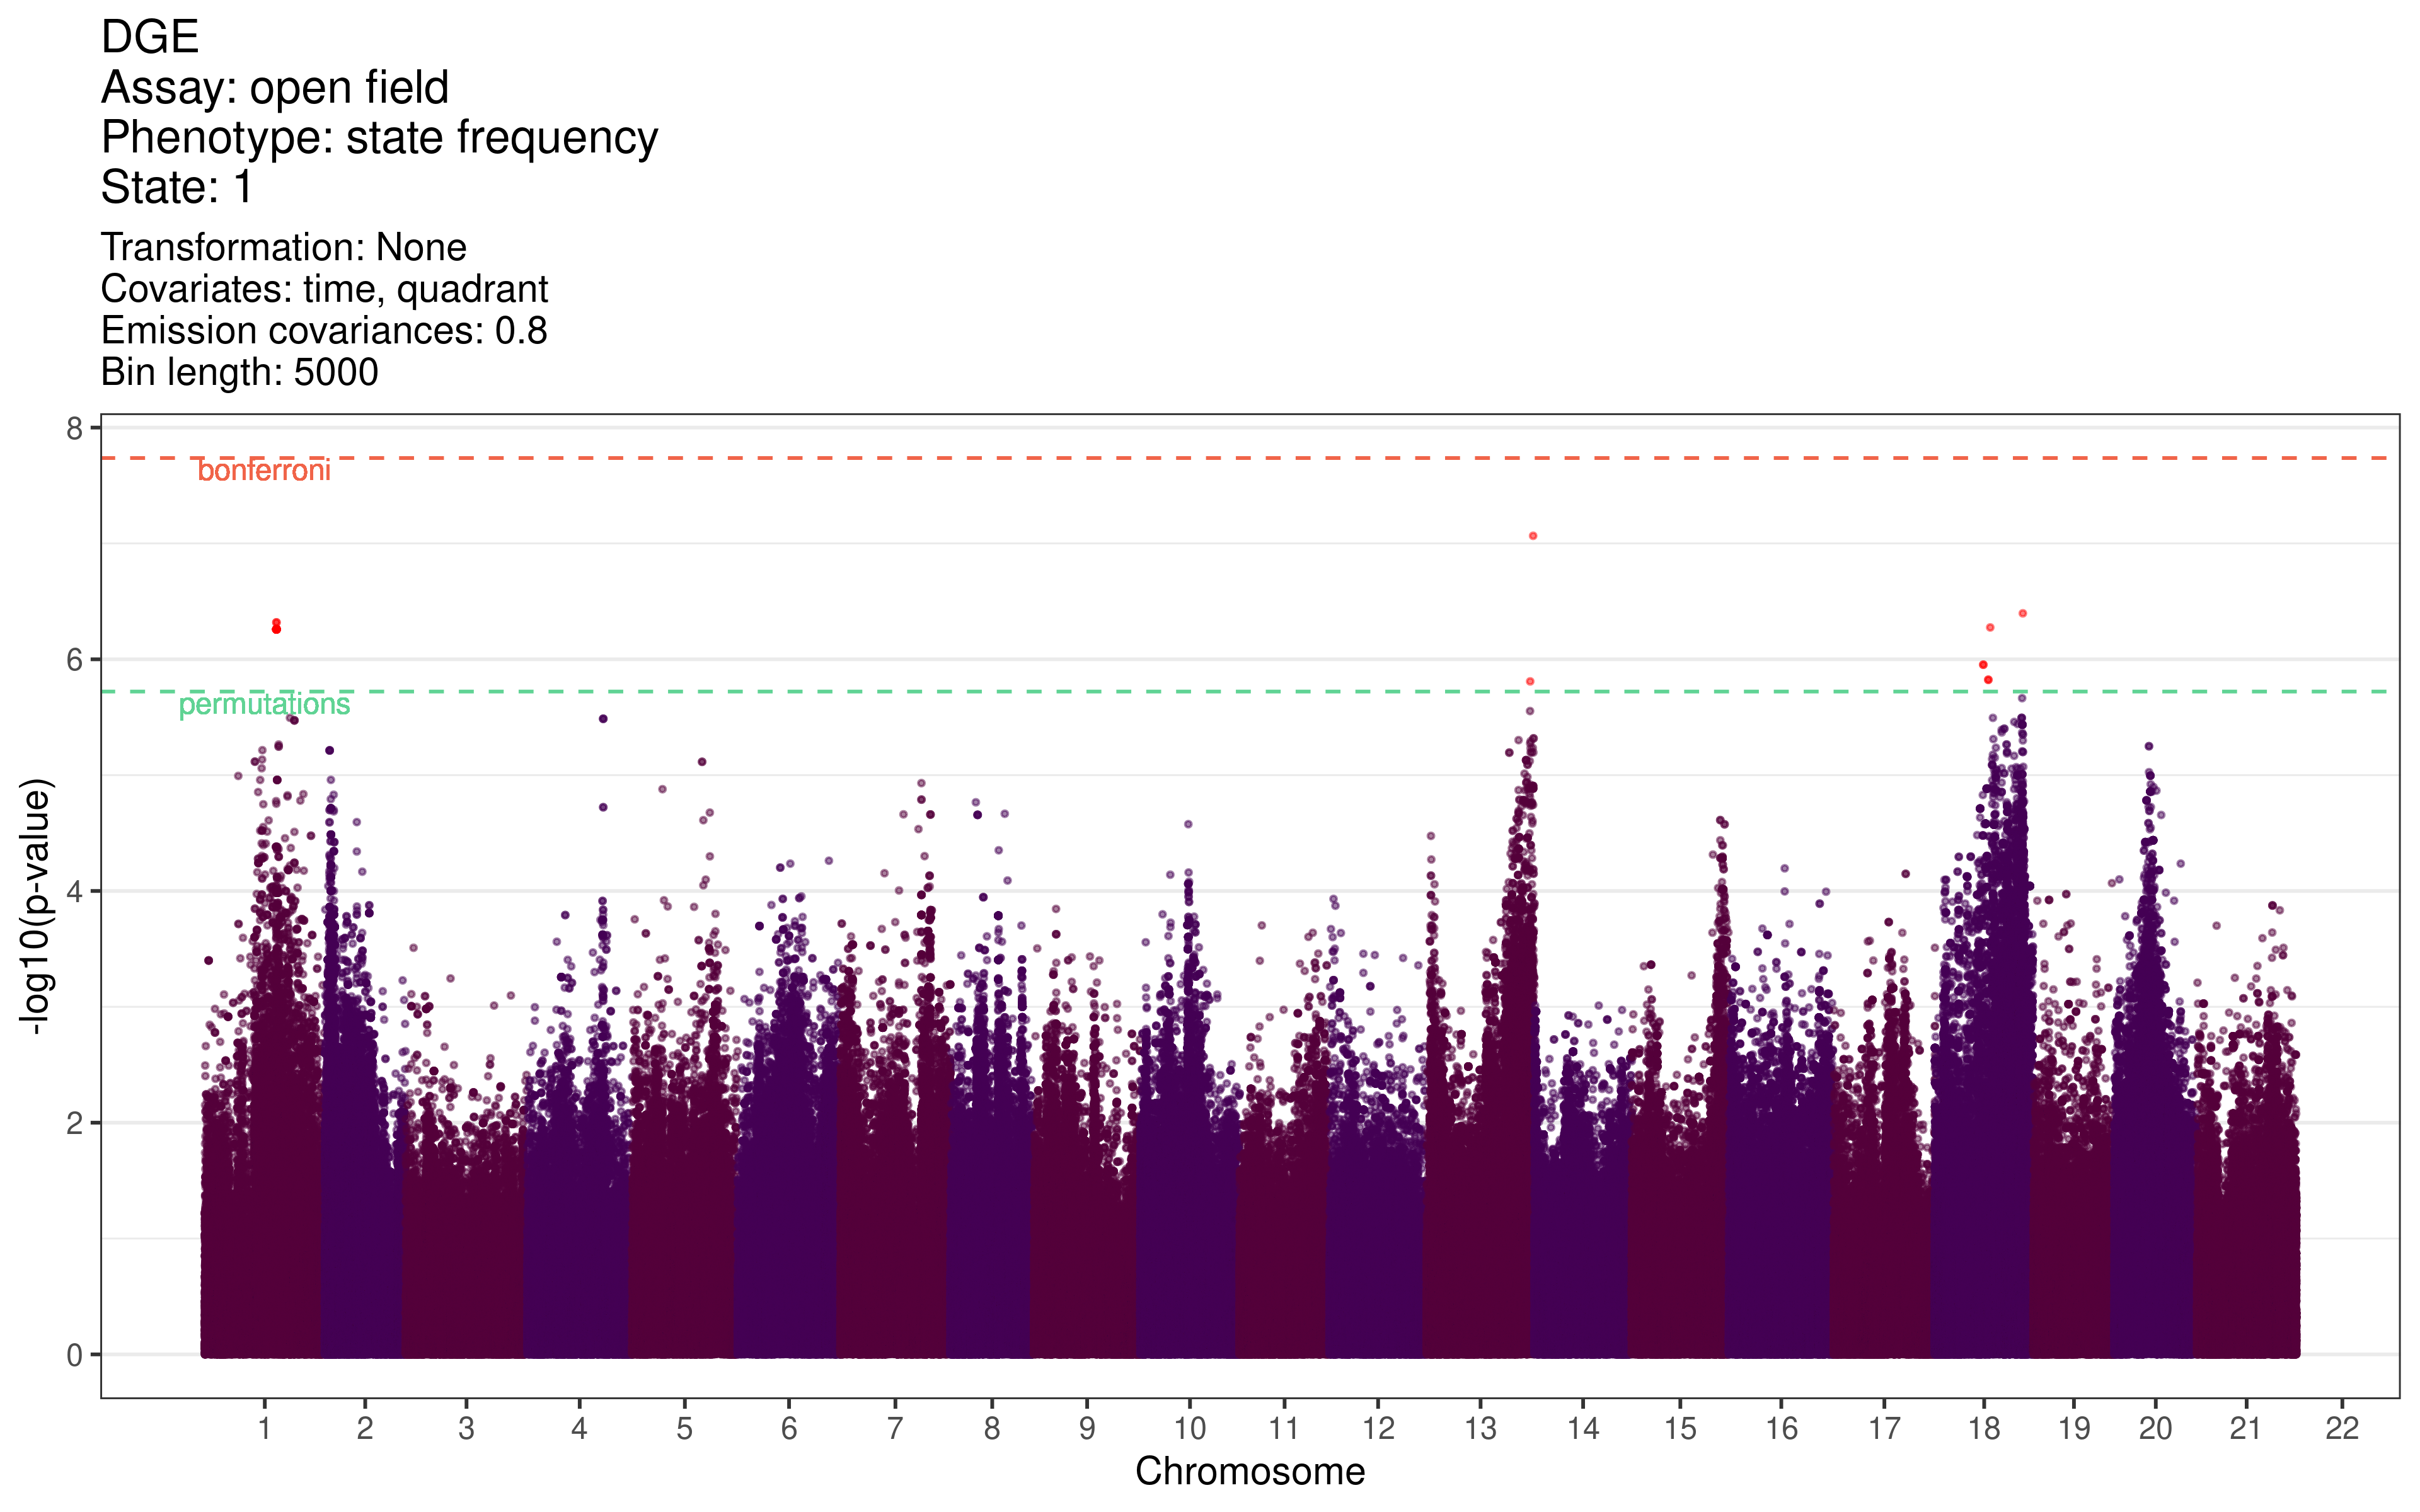 DGE
Assay: open field
Phenotype: state frequency
State: 1
Transformation: None
Covariates: time, quadrant
Emission covariances: 0.8
Bin length: 5000
8
bonferroni
6
permutations
4
2
0
-log10(p-value)
1 2 3 4 5 6 7 8 9 10 11 12 13 14 15 16 17 18 19 20 21 22
Chromosome